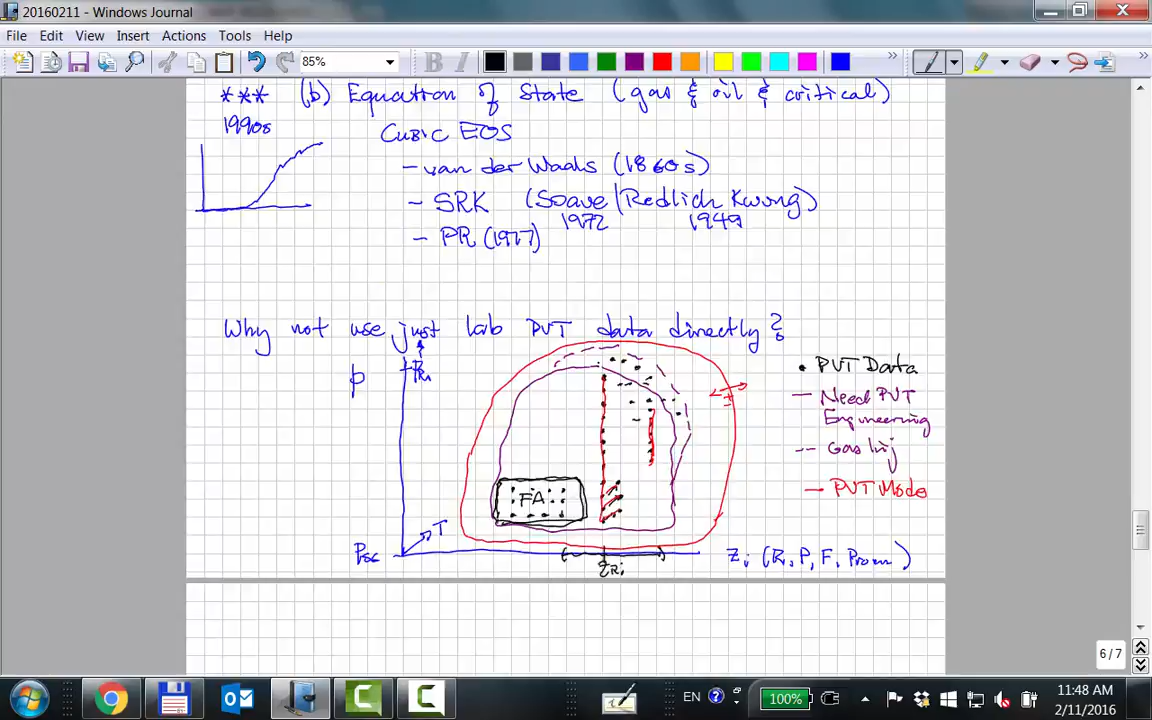 20160211 - Windows Journal
File Edit View Insert Actions Tools Help
85%
*** (b) Equation of State (gas & oil & critical)
1990s
Cubic EOS
- van der Waals (1860s)
- SRK (Soave/Redlich Kwong)
1972 1949
- PR (1977)
Why not use just lab PVT data directly?
p
• PVT Data
— Need PVT
Engineering
-- Gas Inj
— PVT Model
±
FA
T
Psc
zRi
zi (R, P, F, Prom )
6 / 7
EN
100%
11:48 AM
2/11/2016